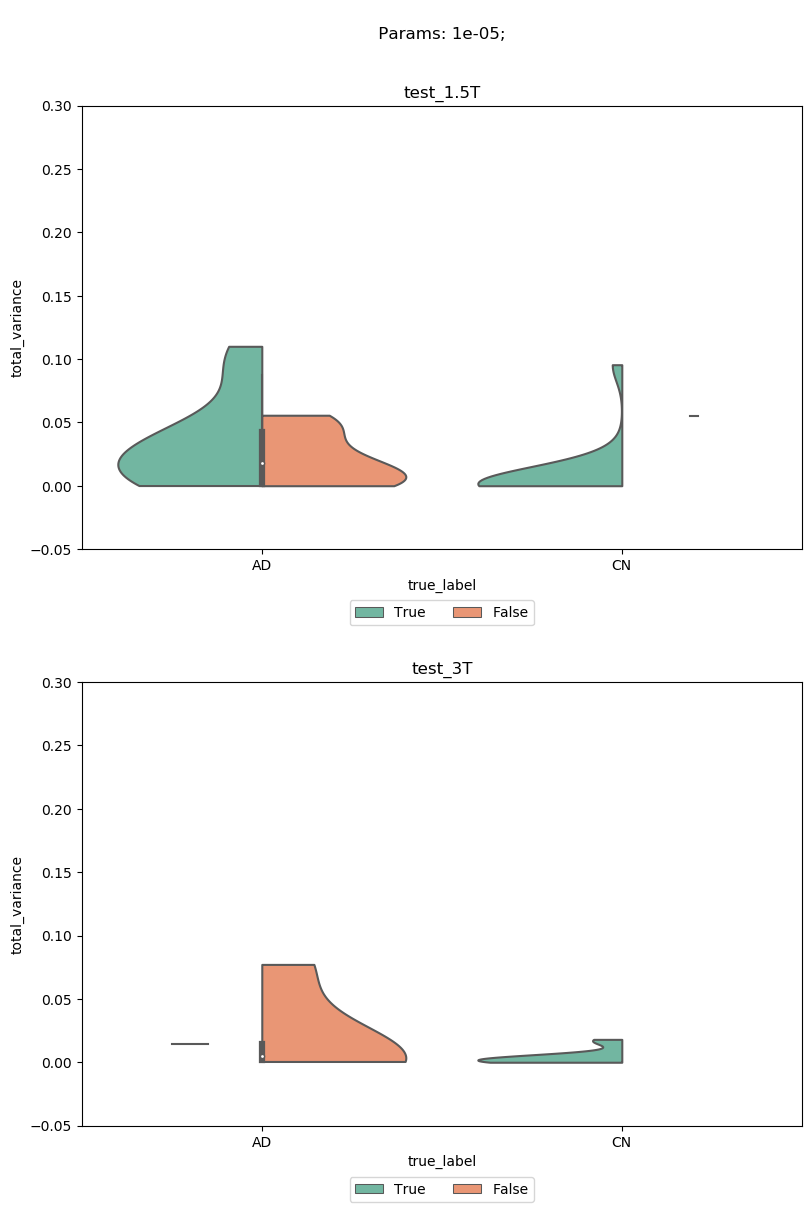 Params: 1e-05;
test_1.5T
0.30
0.25
0.20
0.15
0.10
0.05
0.00
−0.05
total_variance
AD CN
true_label
True False
test_3T
0.30
0.25
0.20
0.15
0.10
0.05
0.00
−0.05
total_variance
AD CN
true_label
True False